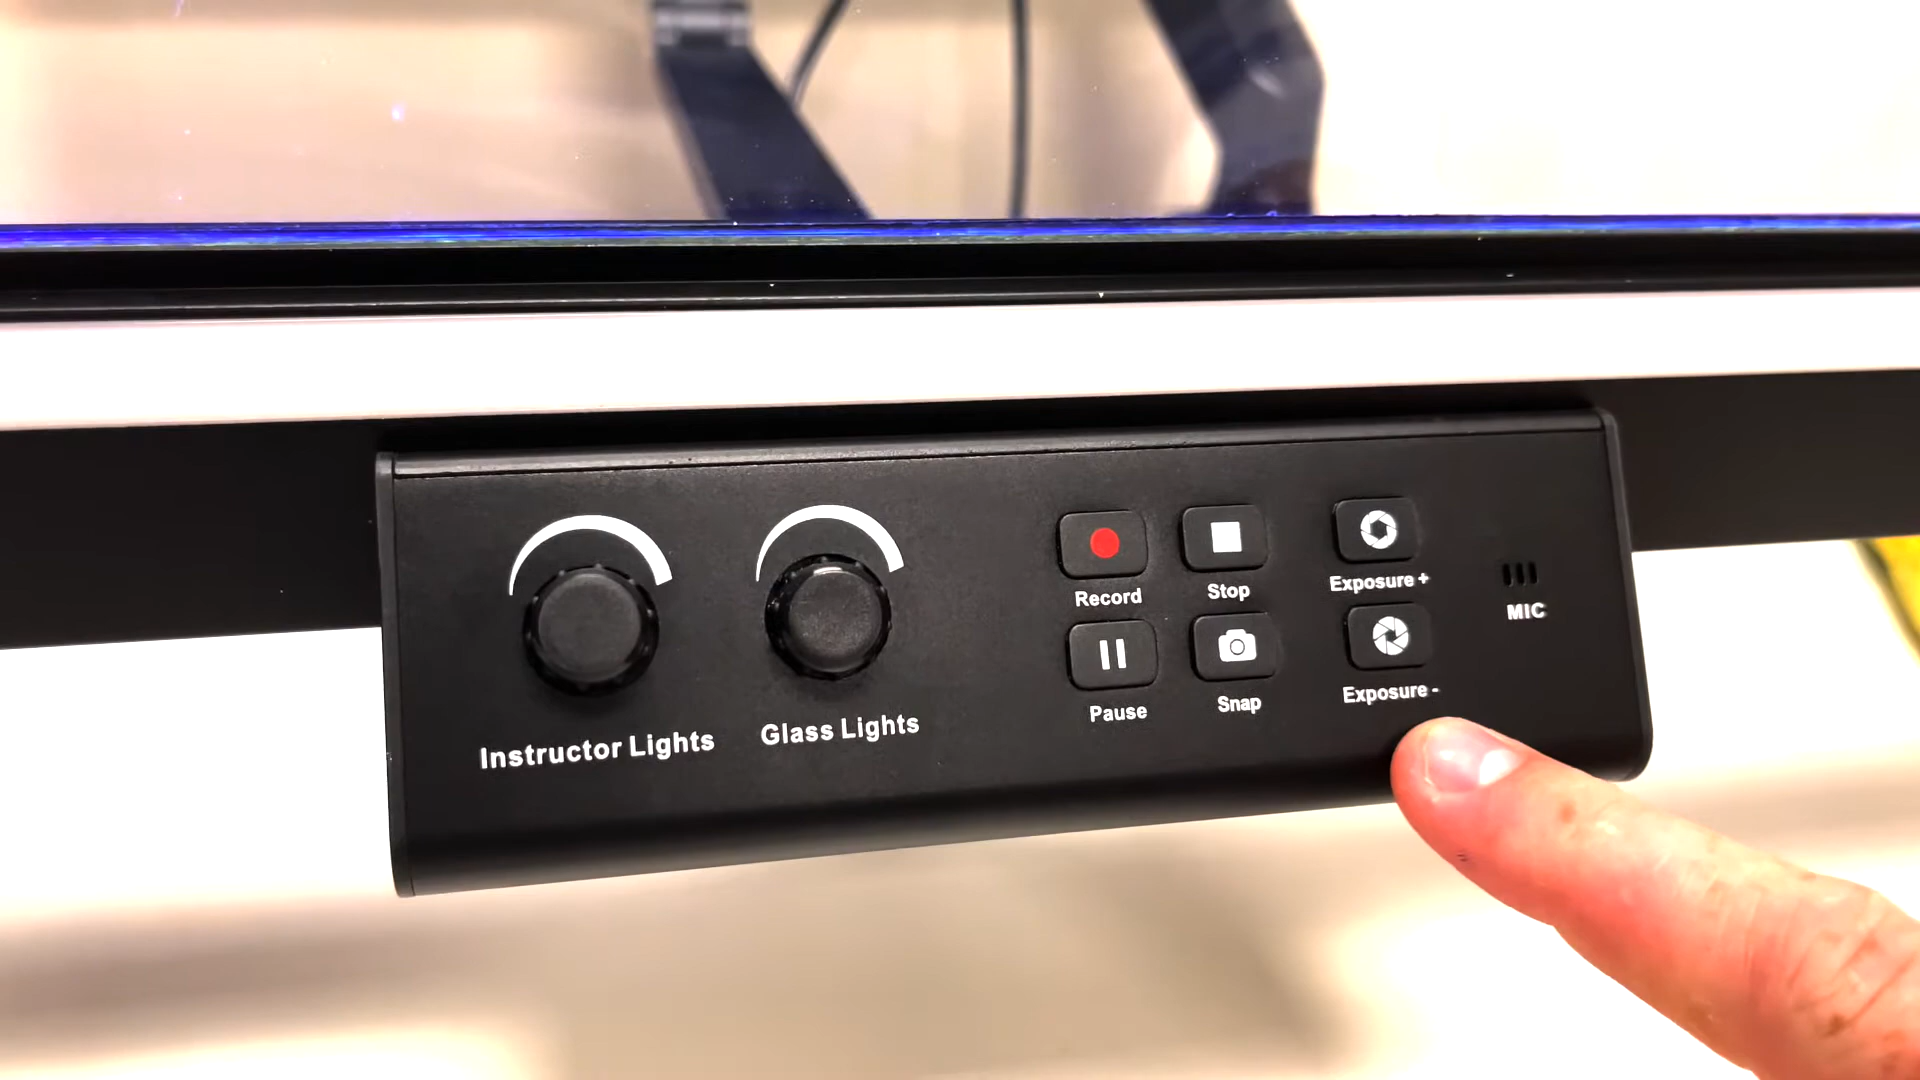 Instructor Lights
Glass Lights
Record
Stop
Exposure +
Pause
Snap
Exposure -
MIC